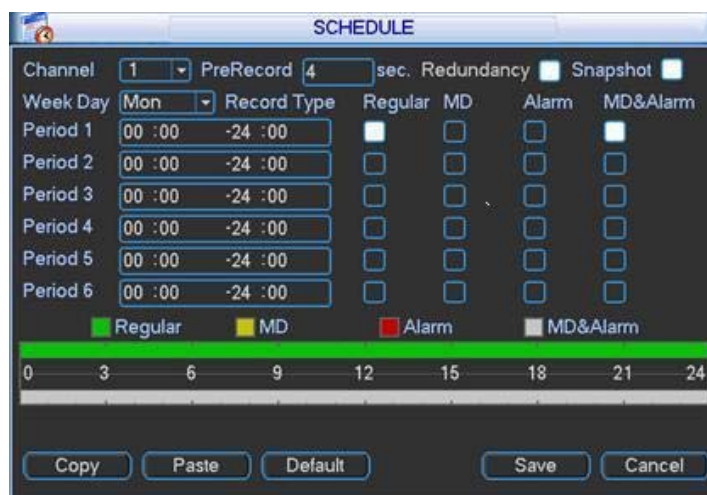 SCHEDULE
Channel 1 PreRecord 4 sec. Redundancy Snapshot
Week Day Mon Record Type Regular MD Alarm MD&Alarm
Period 1 00 :00 -24 :00
Period 2 00 :00 -24 :00
Period 3 00 :00 -24 :00
Period 4 00 :00 -24 :00
Period 5 00 :00 -24 :00
Period 6 00 :00 -24 :00
Regular MD Alarm MD&Alarm
0 3 6 9 12 15 18 21 24
Copy Paste Default Save Cancel